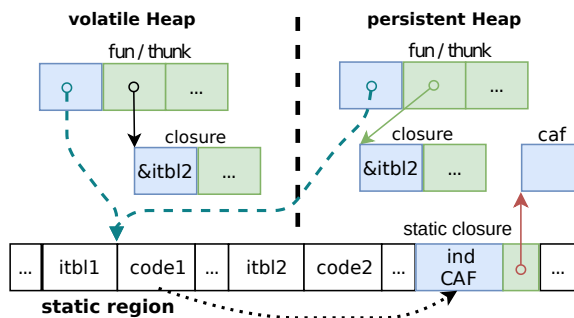 volatile Heap
persistent Heap
fun / thunk
fun / thunk
...
...
closure
closure
caf
&itbl2
...
&itbl2
...
static closure
...
itbl1
code1
...
itbl2
code2
...
ind
CAF
...
static region